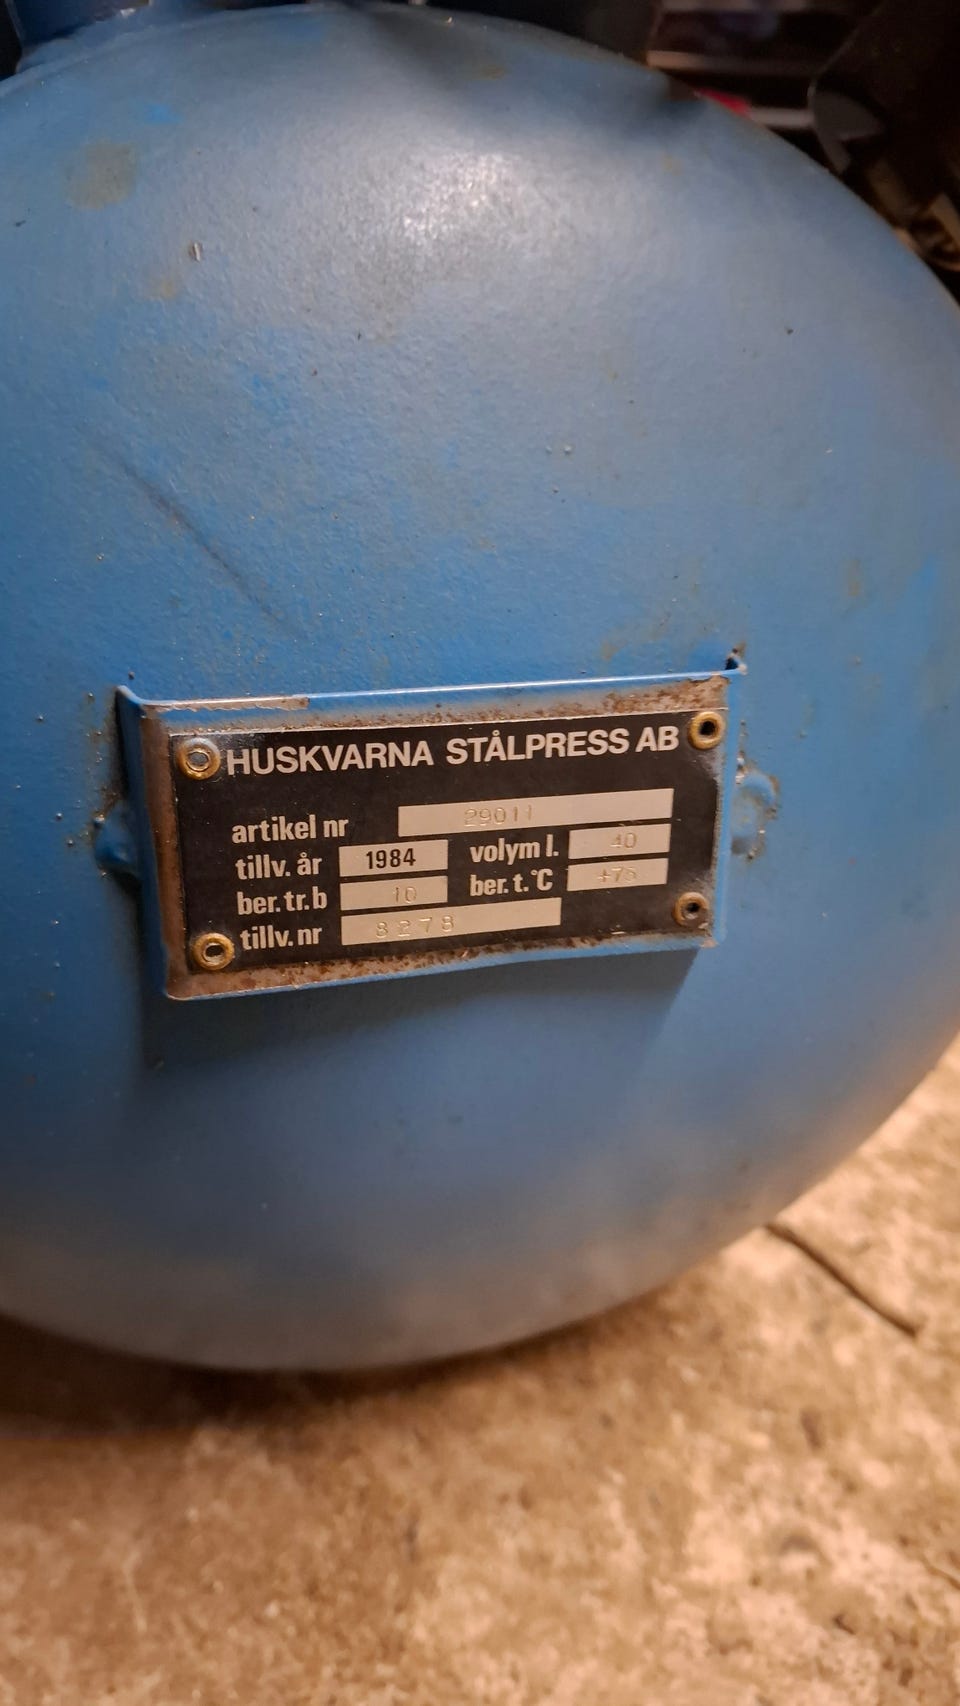 HUSKVARNA STÅLPRESS AB
artikel nr 29011
tillv. år 1984 volym l. 40
ber.tr.b 10 ber.t.°C +75
tillv.nr 8278